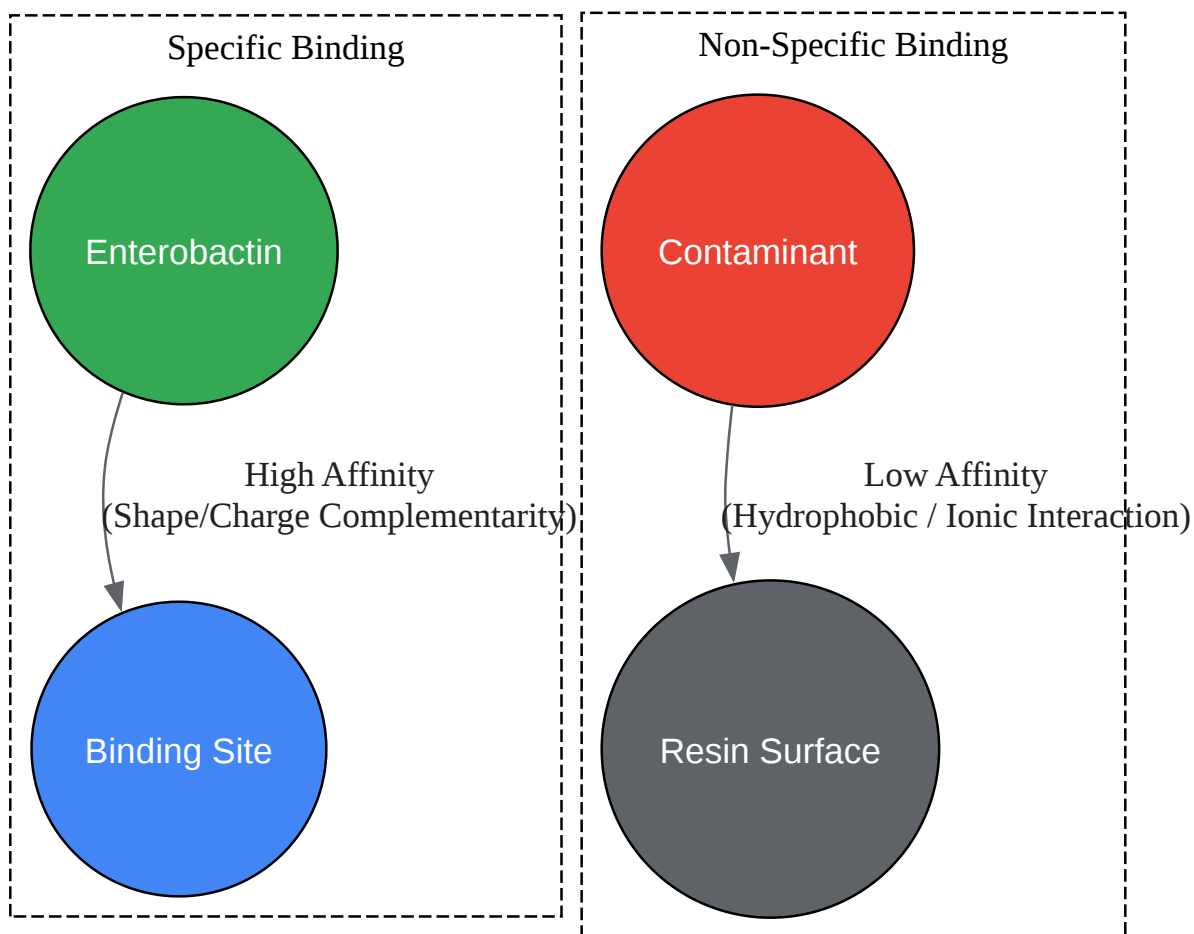 Specific Binding
Enterobactin
High Affinity
(Shape/Charge Complementarity)
Binding Site
Non-Specific Binding
Contaminant
Low Affinity
(Hydrophobic / Ionic Interaction)
Resin Surface